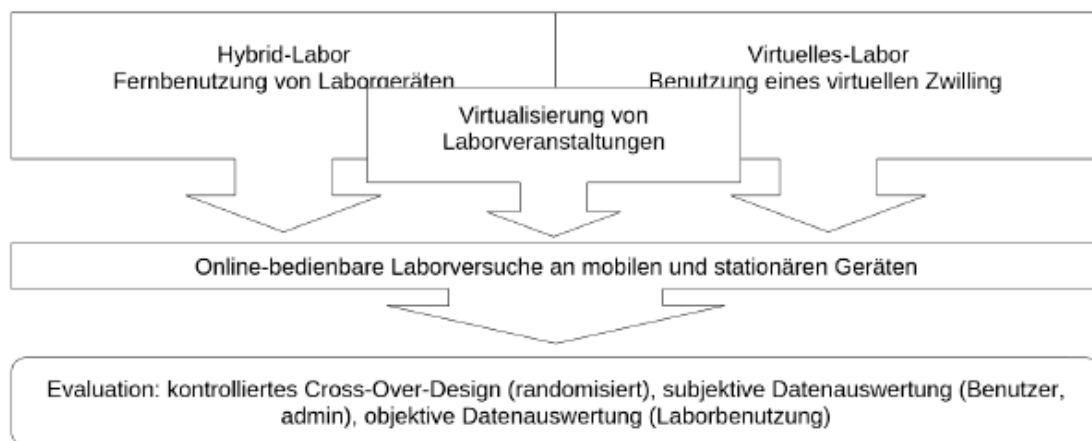 Hybrid-Labor
Fernbenutzung von Laborgeräten
Virtuelles-Labor
Benutzung eines virtuellen Zwilling
Virtualisierung von
Laborveranstaltungen
Online-bedienbare Laborversuche an mobilen und stationären Geräten
Evaluation: kontrolliertes Cross-Over-Design (randomisiert), subjektive Datenauswertung (Benutzer,
admin), objektive Datenauswertung (Laborbenutzung)